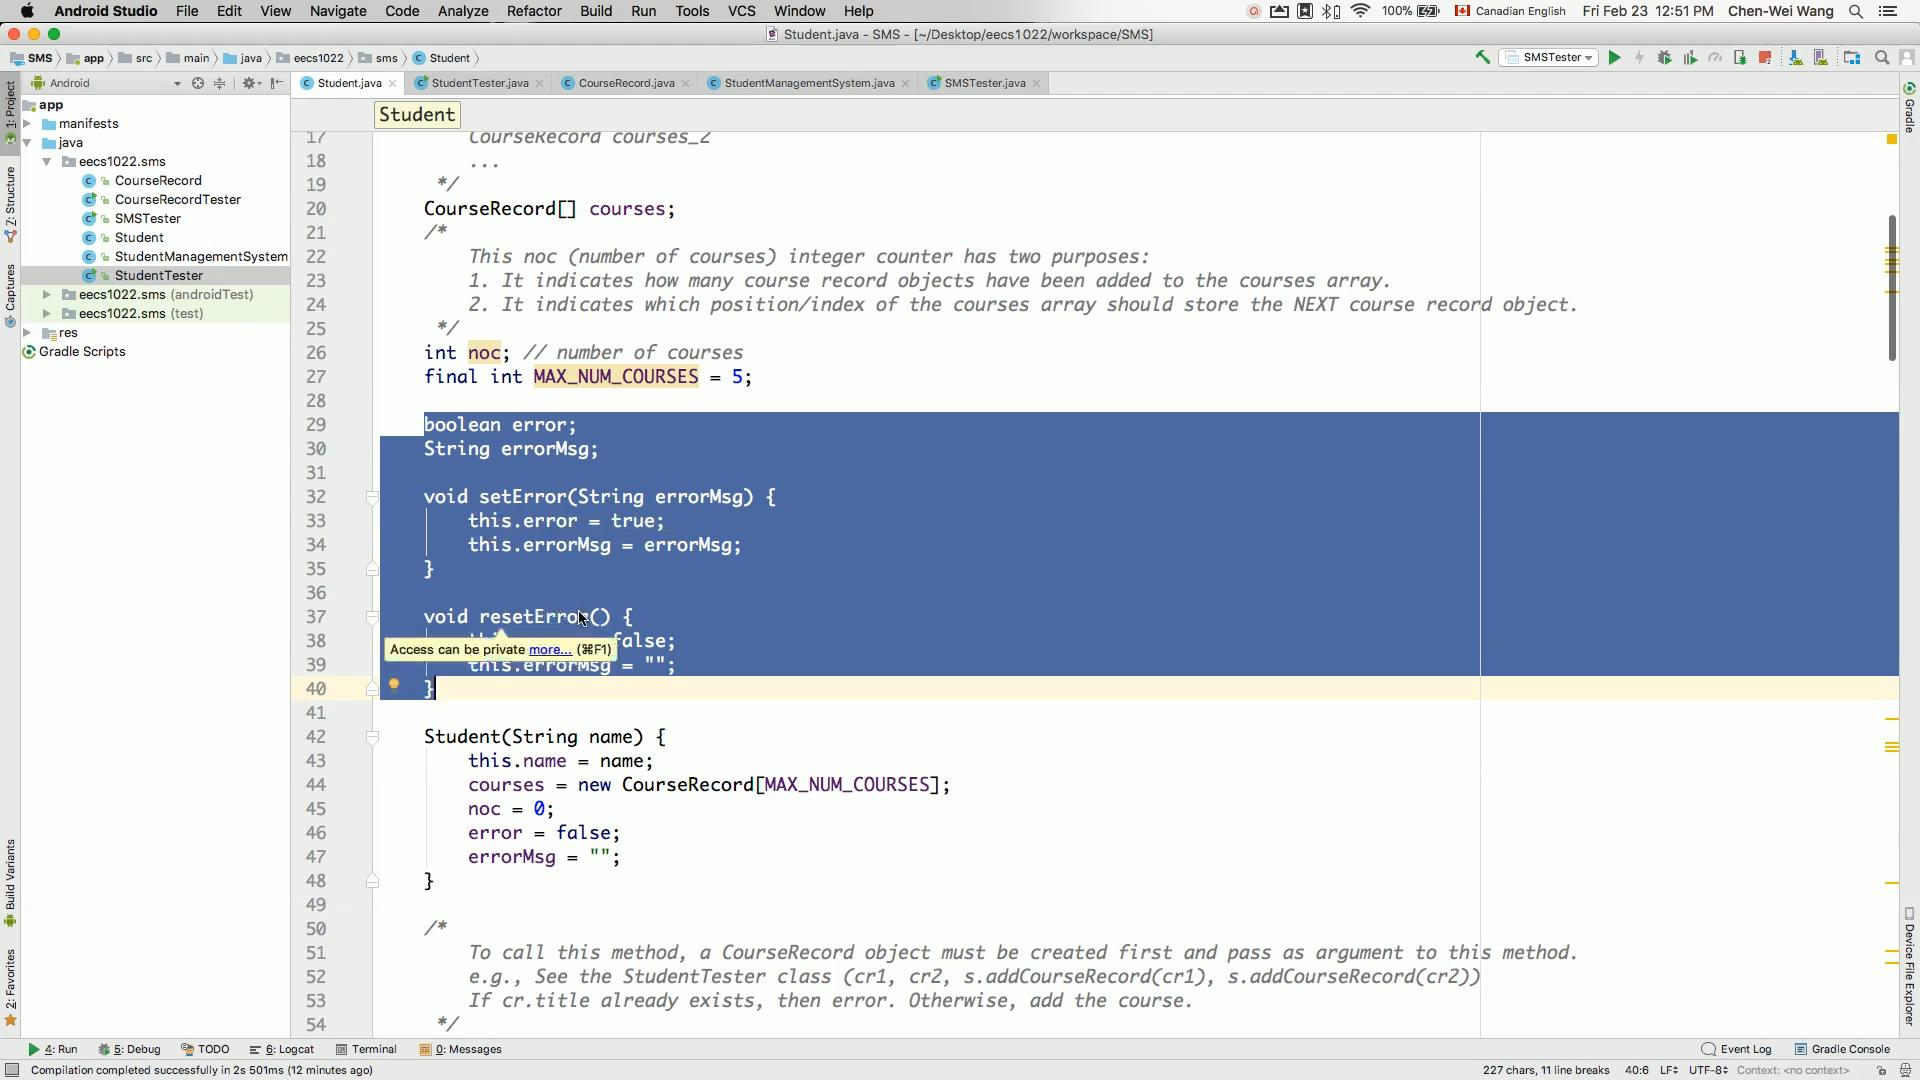 Android Studio File Edit View Navigate Code Analyze Refactor Build Run Tools VCS Window Help 100% Canadian English Fri Feb 23 12:51 PM Chen-Wei Wang
Student.java - SMS - [~/Desktop/eecs1022/workspace/SMS]
SMS app src main java eecs1022 sms Student SMSTester
Android
Student.java StudentTester.java CourseRecord.java StudentManagementSystem.java SMSTester.java
Student
1: Project
Z: Structure
Captures
Build Variants
2: Favorites
app
manifests
java
eecs1022.sms
CourseRecord
CourseRecordTester
SMSTester
Student
StudentManagementSystem
StudentTester
eecs1022.sms (androidTest)
eecs1022.sms (test)
res
Gradle Scripts
17 CourseRecord courses_2
18 ...
19 */
20 CourseRecord[] courses;
21 /*
22 This noc (number of courses) integer counter has two purposes:
23 1. It indicates how many course record objects have been added to the courses array.
24 2. It indicates which position/index of the courses array should store the NEXT course record object.
25 */
26 int noc; // number of courses
27 final int MAX_NUM_COURSES = 5;
28
29 boolean error;
30 String errorMsg;
31
32 void setError(String errorMsg) {
33 this.error = true;
34 this.errorMsg = errorMsg;
35 }
36
37 void resetError() {
38 false;
Access can be private more... (⌘F1)
39 this.errorMsg = "";
40 }
41
42 Student(String name) {
43 this.name = name;
44 courses = new CourseRecord[MAX_NUM_COURSES];
45 noc = 0;
46 error = false;
47 errorMsg = "";
48 }
49
50 /*
51 To call this method, a CourseRecord object must be created first and pass as argument to this method.
52 e.g., See the StudentTester class (cr1, cr2, s.addCourseRecord(cr1), s.addCourseRecord(cr2))
53 If cr.title already exists, then error. Otherwise, add the course.
54 */
Gradle
Device File Explorer
4: Run 5: Debug TODO 6: Logcat Terminal 0: Messages Event Log Gradle Console
Compilation completed successfully in 2s 501ms (12 minutes ago) 227 chars, 11 line breaks 40:6 LF UTF-8 Context: <no context>